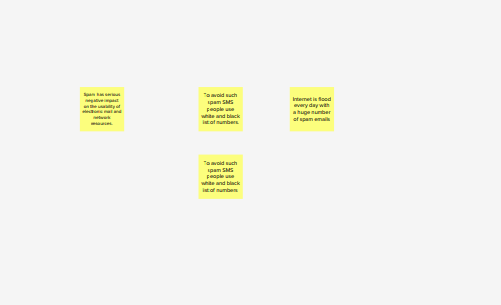 Spam has serious
negative impact
on the usability of
electronic mail and
network
resources.
To avoid such
spam SMS
people use
white and black
list of numbers.
Internet is flood
every day with
a huge number
of spam emails
To avoid such
spam SMS
people use
white and black
list of numbers